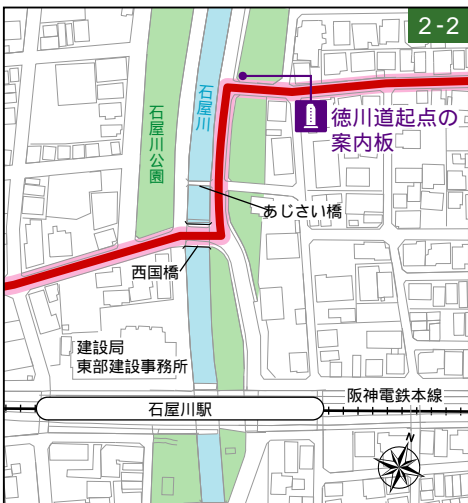 2-2
石屋川
徳川道起点の
案内板
石屋川公園
あじさい橋
西国橋
建設局
東部建設事務所
阪神電鉄本線
石屋川駅
N